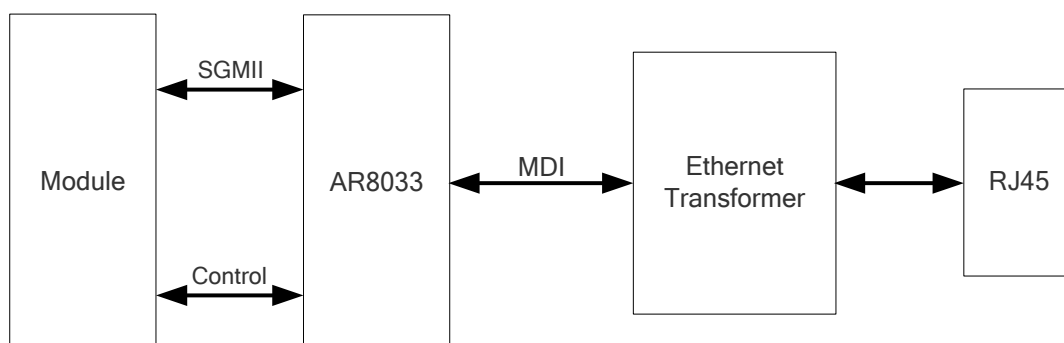 SGMII
Module
AR8033
MDI
Ethernet
Transformer
RJ45
Control